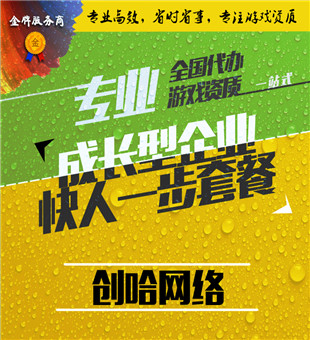 金牌服务商
金
专业高效，省时省事，专注游戏资质
专业
全国代办
游戏资质
一站式
成长型企业
快人一步套餐
创哈网络